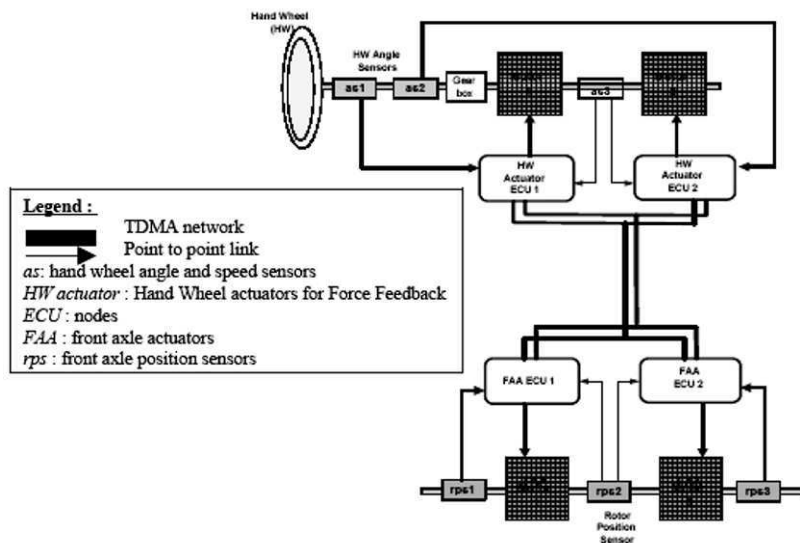 Hand Wheel
(HW)
HW Angle
Sensors
as1
as2
Gear
box
as3
HW
Actuator
ECU 1
HW
Actuator
ECU 2
Legend :
TDMA network
Point to point link
as: hand wheel angle and speed sensors
HW actuator : Hand Wheel actuators for Force Feedback
ECU : nodes
FAA : front axle actuators
rps : front axle position sensors
FAA ECU 1
FAA
ECU 2
rps1
rps2
rps3
Rotor
Position
Sensor